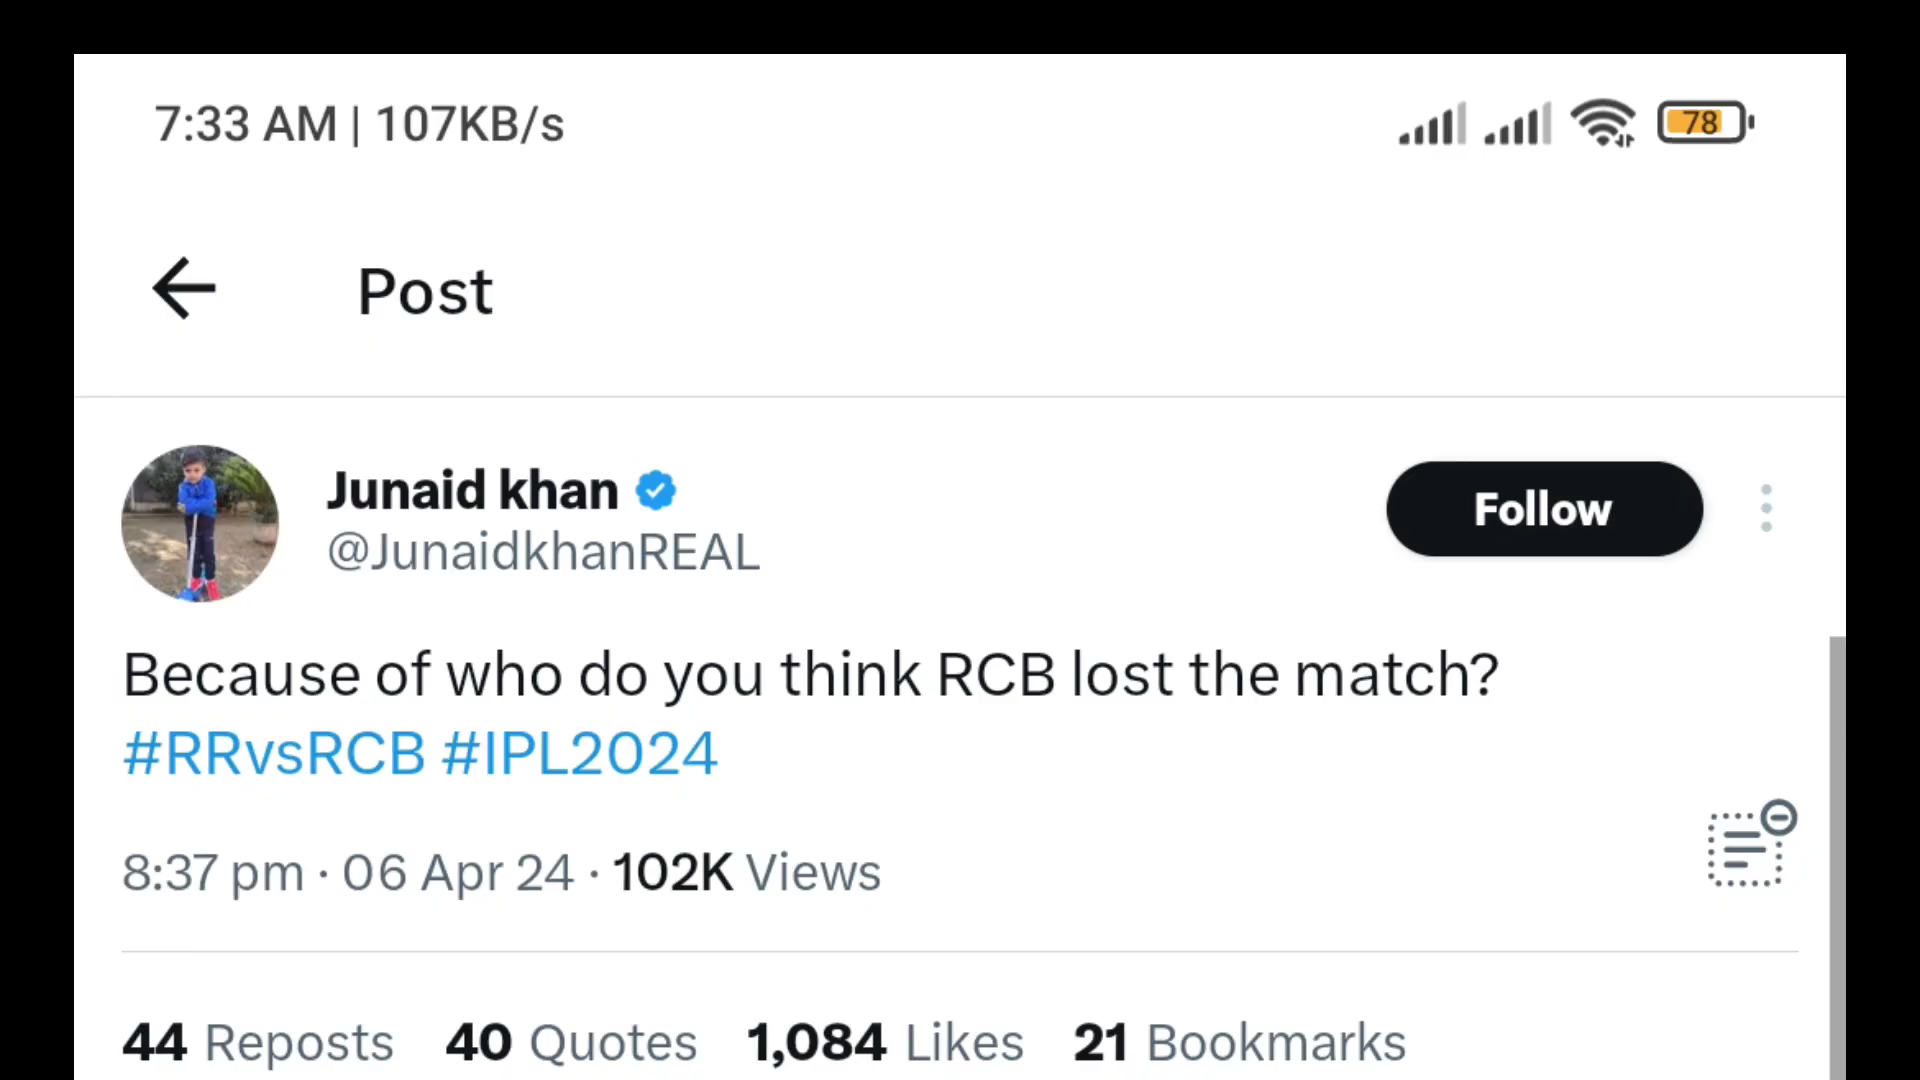 7:33 AM | 107KB/s 78
Post
Junaid khan
@JunaidkhanREAL
Follow
Because of who do you think RCB lost the match?
#RRvsRCB #IPL2024
8:37 pm · 06 Apr 24 · 102K Views
44 Reposts 40 Quotes 1,084 Likes 21 Bookmarks